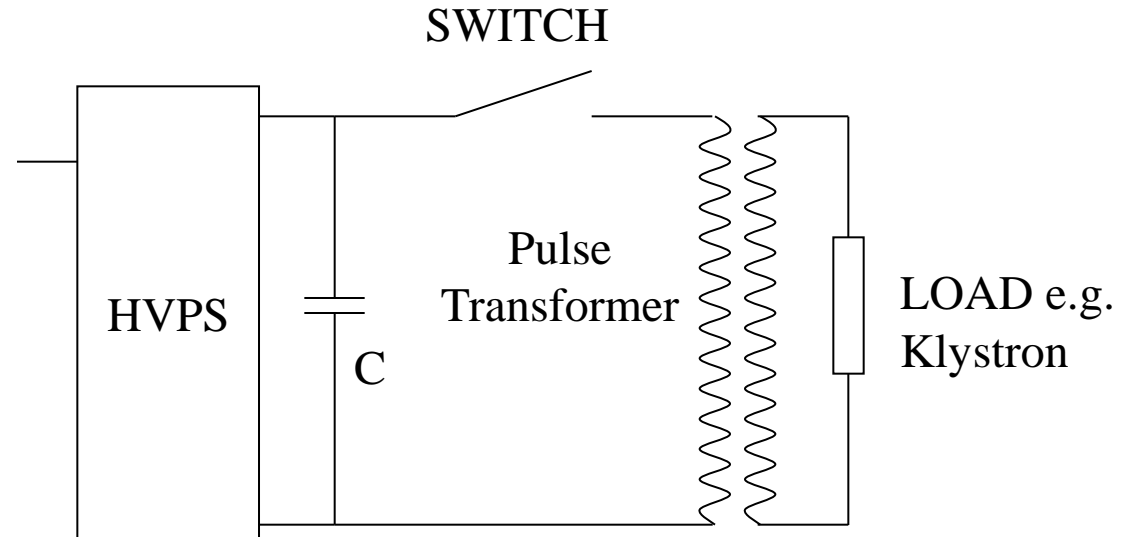 SWITCH
HVPS
C
Pulse
Transformer
LOAD e.g.
Klystron